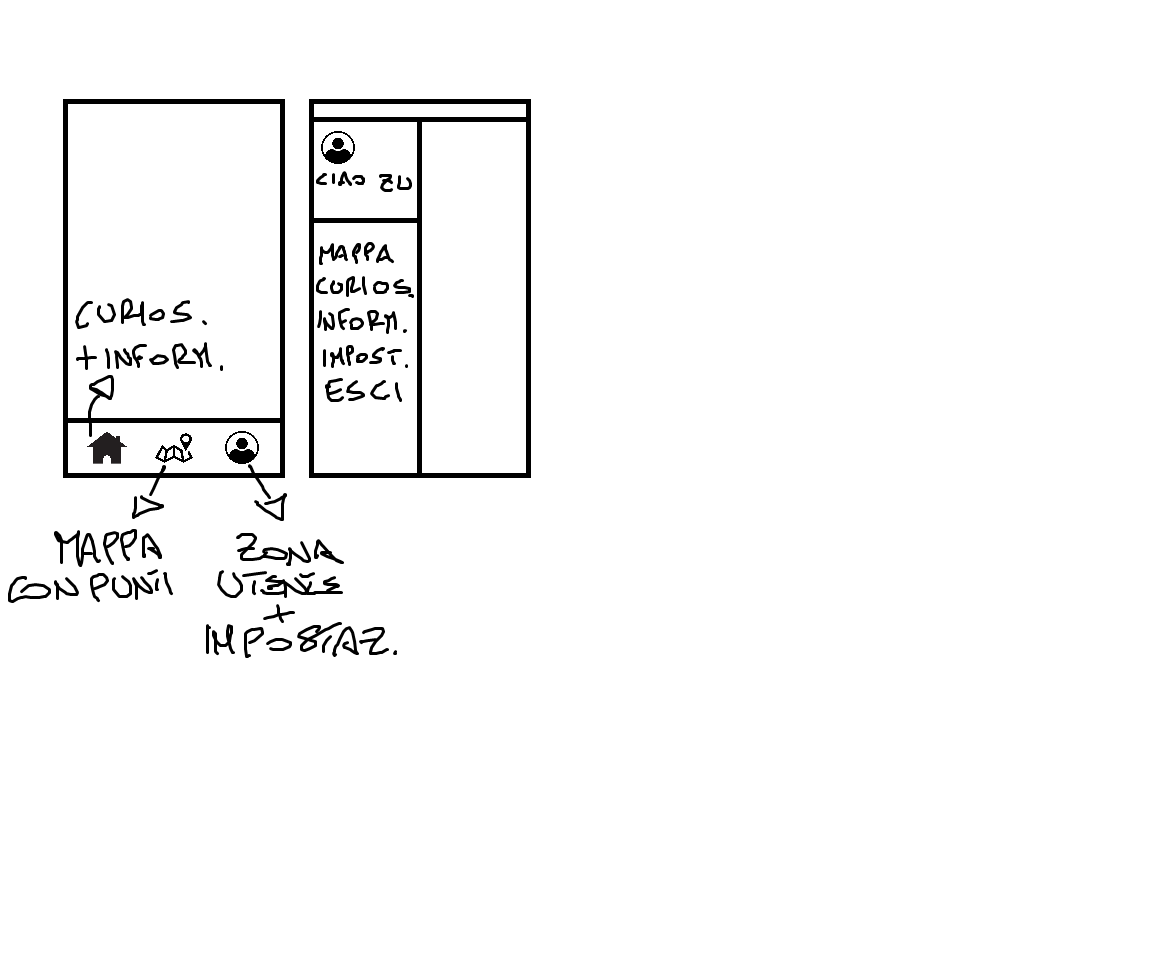 CURIOS.
+ INFORM.
MAPPA
CON PUNTI
ZONA
UTENTE
+
IMPOSTAZ.
CIAO ZU
MAPPA
CURIOS.
INFORM.
IMPOST.
ESCI